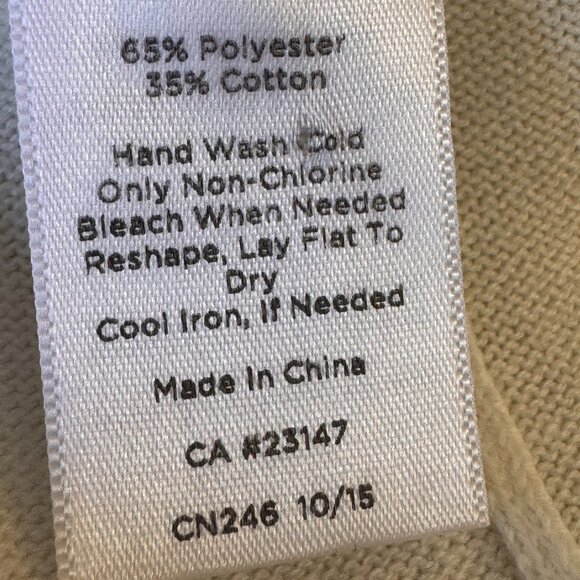 65% Polyester
35% Cotton
Hand Wash Cold
Only Non-Chlorine
Bleach When Needed
Reshape, Lay Flat To
Dry
Cool Iron, If Needed
Made In China
CA #23147
CN246 10/15